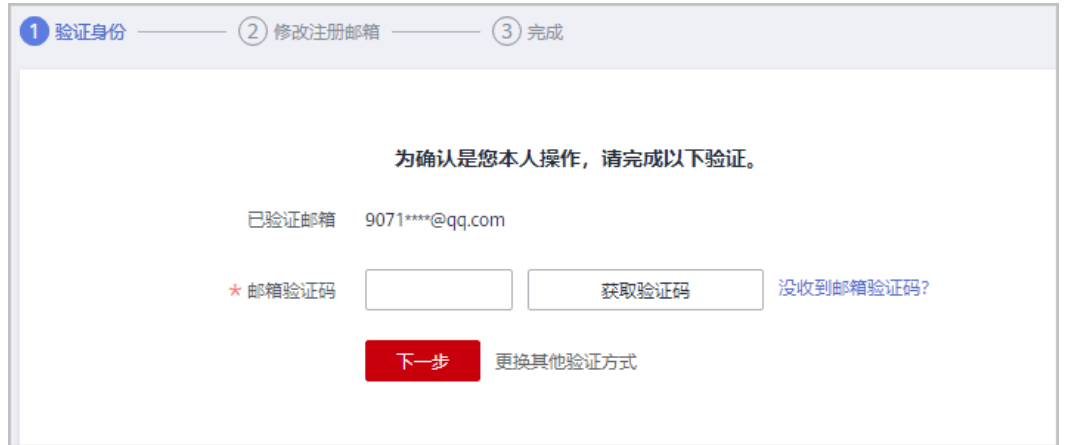 1 验证身份 2 修改注册邮箱 3 完成
为确认是您本人操作，请完成以下验证。
已验证邮箱 9071****@qq.com
* 邮箱验证码 获取验证码 没收到邮箱验证码?
下一步 更换其他验证方式